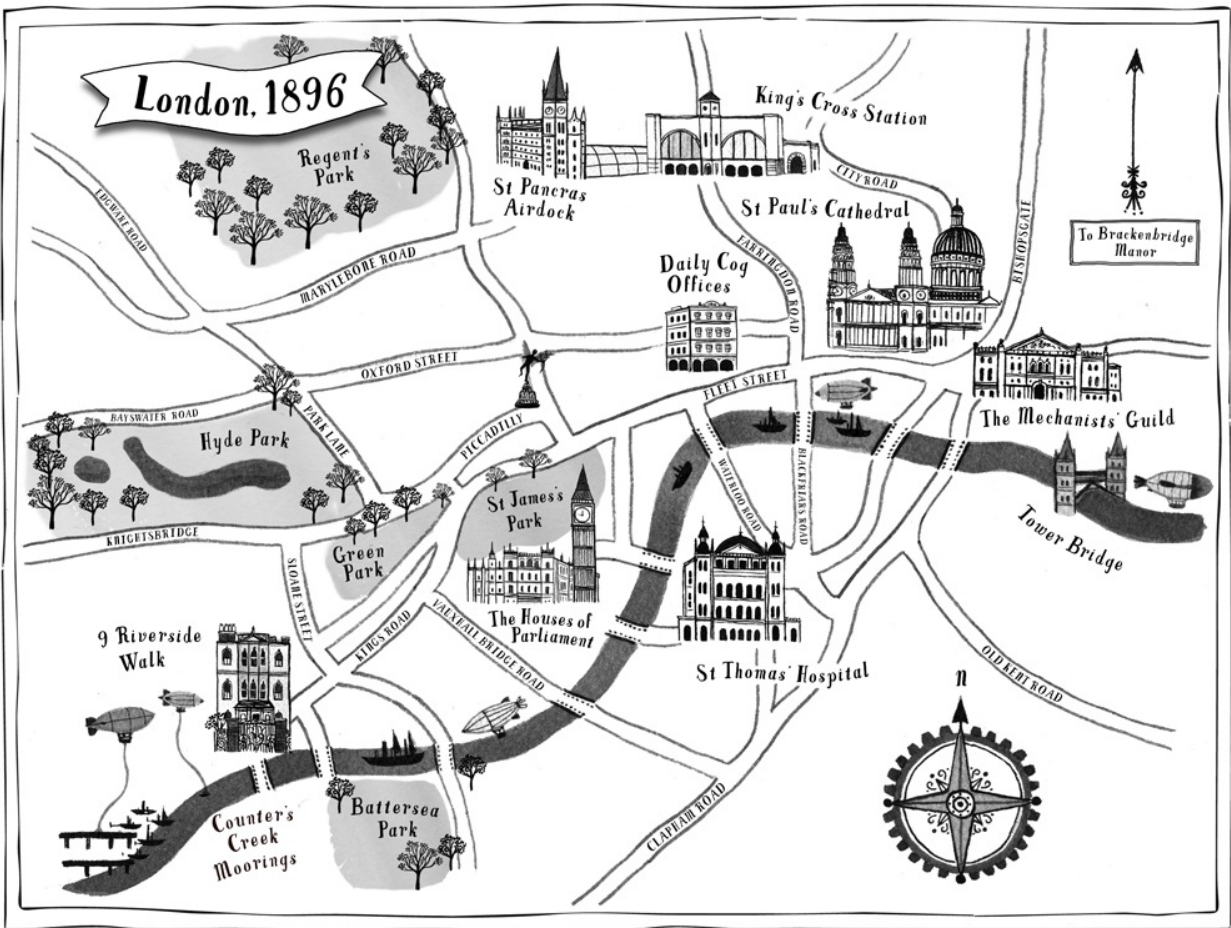 London, 1896
Regent's
Park
St Pancras
Airdock
King's Cross Station
CITY ROAD
St Paul's Cathedral
BISHOPSGATE
To Brackenbridge
Manor
EDGWARE ROAD
MARYLEBONE ROAD
FARRINGDON ROAD
Daily Cog
Offices
OXFORD STREET
FLEET STREET
BAYSWATER ROAD
PARK LANE
Hyde Park
PICCADILLY
The Mechanists' Guild
St James's
Park
WATERLOO ROAD
BLACKFRIARS ROAD
Tower Bridge
KNIGHTSBRIDGE
Green
Park
SLOANE STREET
KINGS ROAD
VAUXHALL BRIDGE ROAD
The Houses of
Parliament
9 Riverside
Walk
St Thomas' Hospital
OLD KENT ROAD
n
Counter's
Creek
Moorings
Battersea
Park
CLAPHAM ROAD